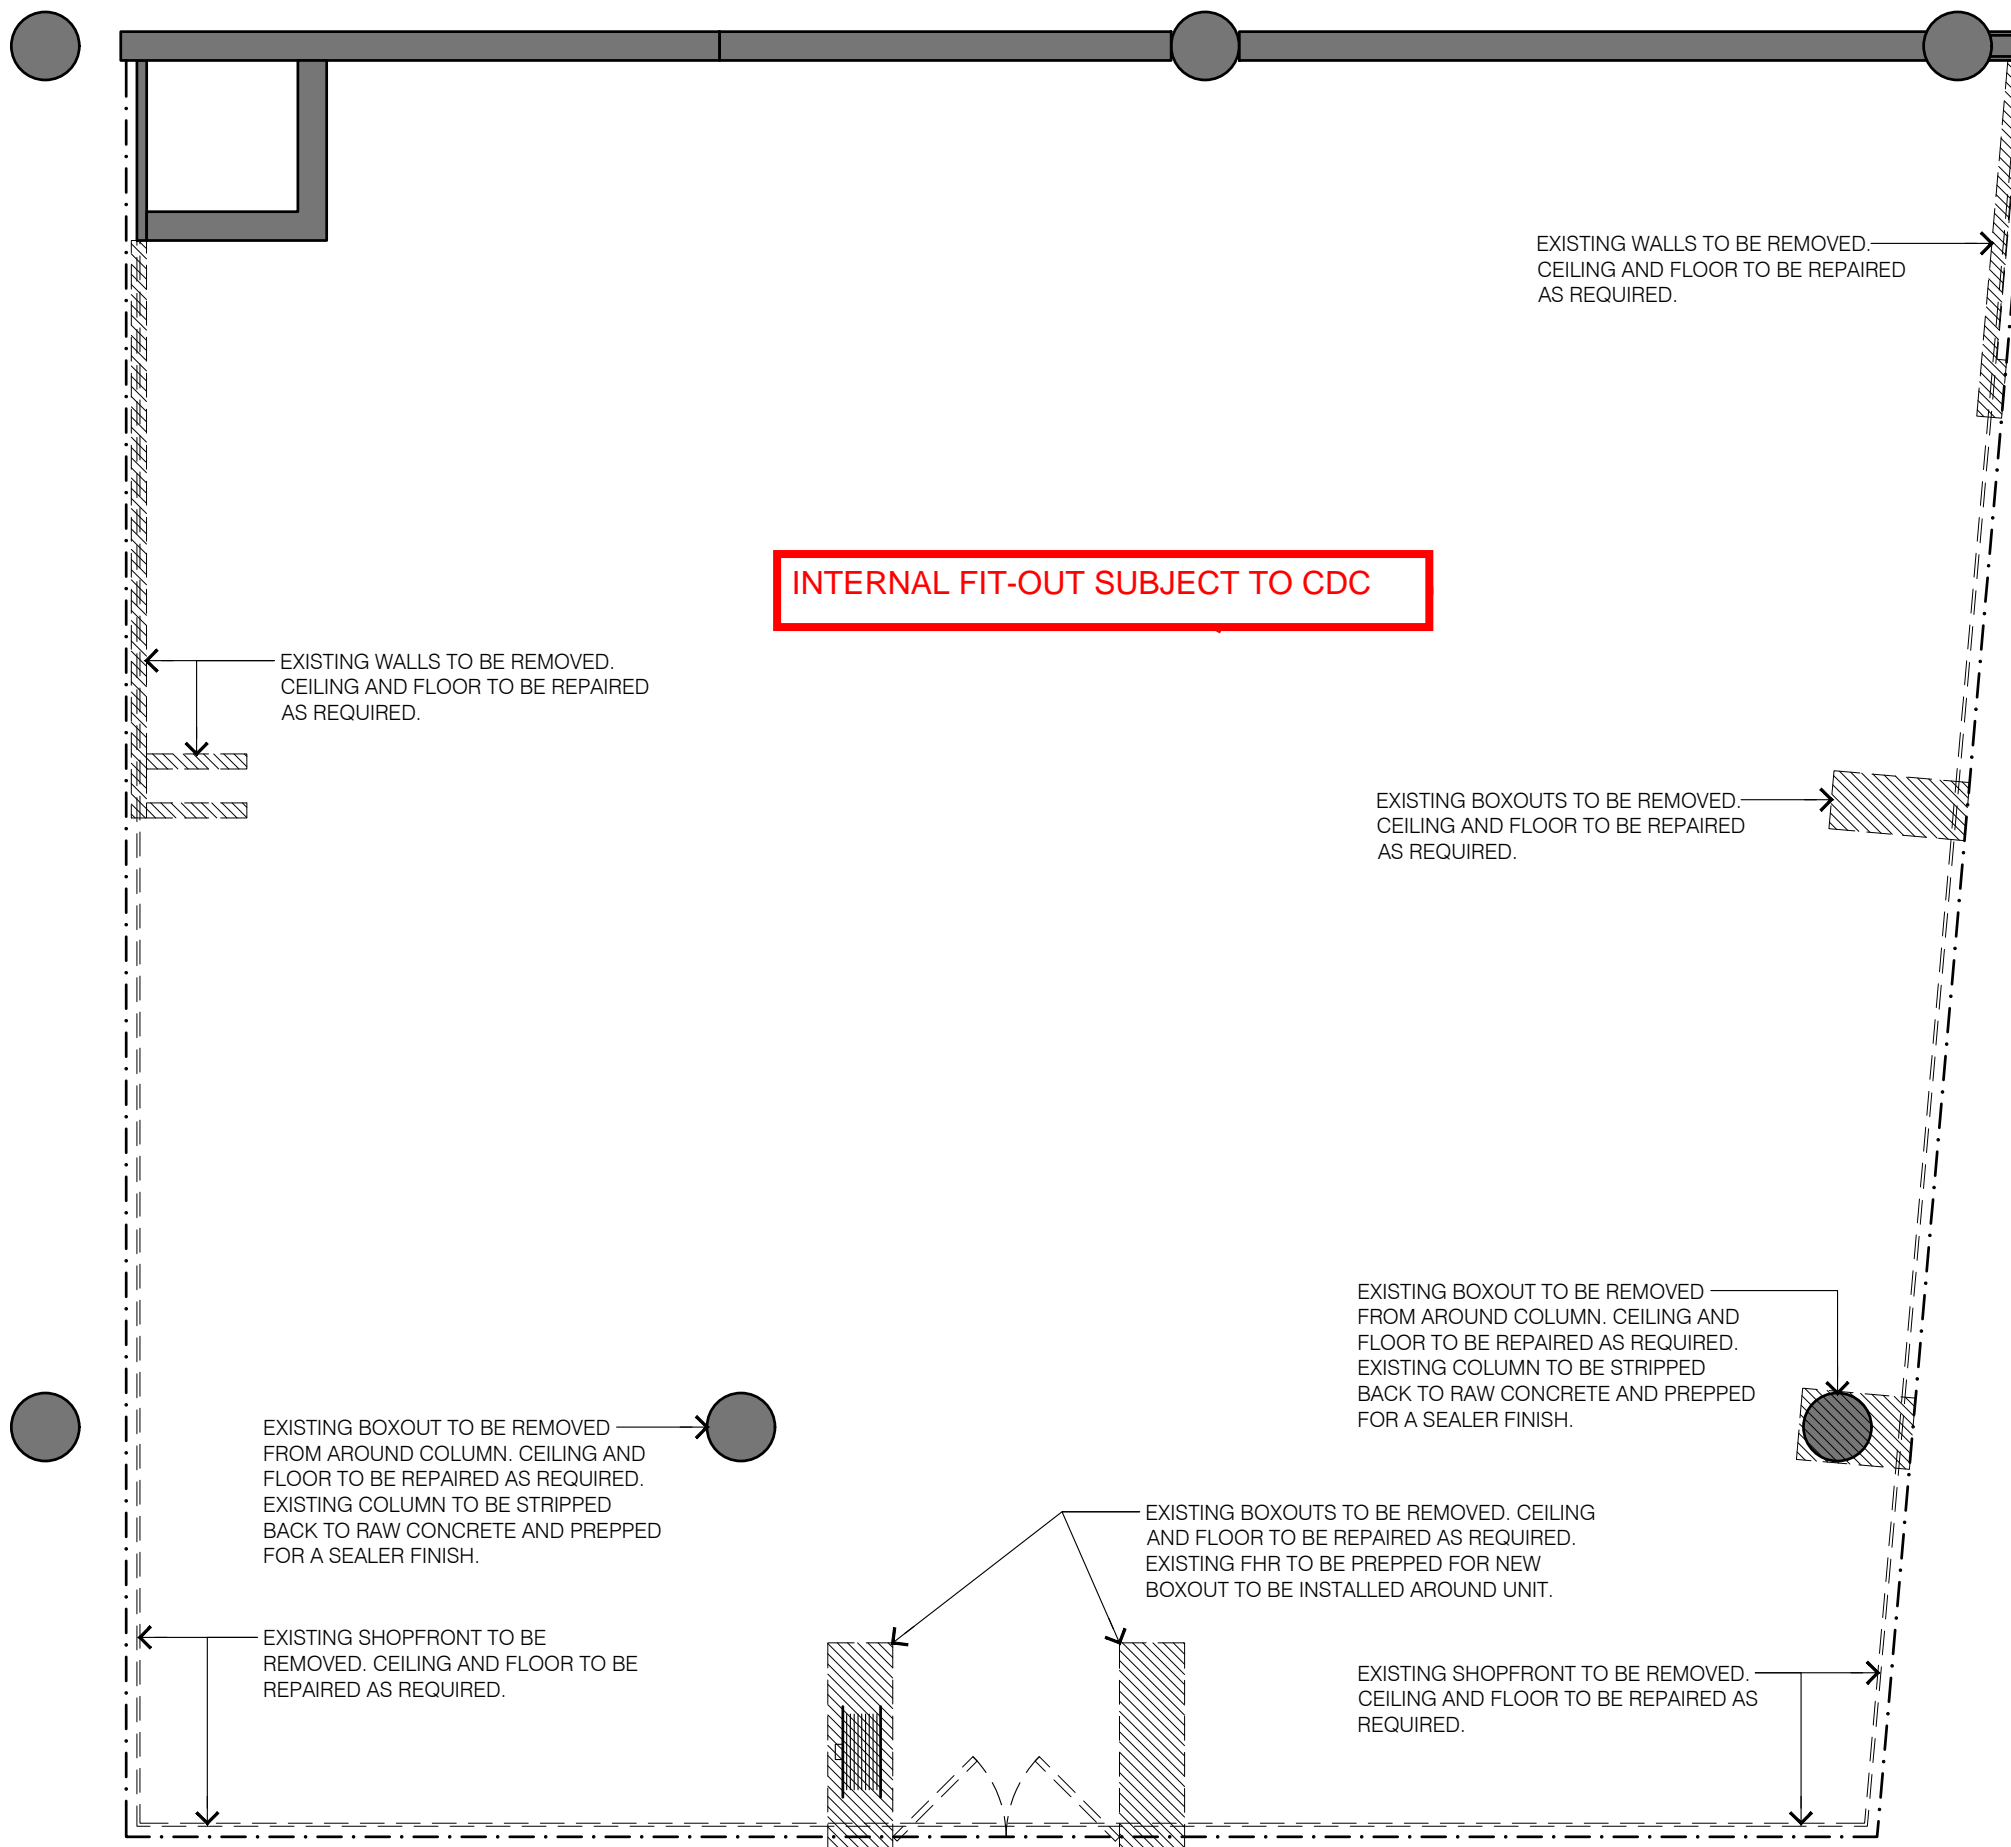 EXISTING WALLS TO BE REMOVED.
CEILING AND FLOOR TO BE REPAIRED
AS REQUIRED.
INTERNAL FIT-OUT SUBJECT TO CDC
EXISTING WALLS TO BE REMOVED.
CEILING AND FLOOR TO BE REPAIRED
AS REQUIRED.
EXISTING BOXOUTS TO BE REMOVED.
CEILING AND FLOOR TO BE REPAIRED
AS REQUIRED.
EXISTING BOXOUT TO BE REMOVED
FROM AROUND COLUMN. CEILING AND
FLOOR TO BE REPAIRED AS REQUIRED.
EXISTING COLUMN TO BE STRIPPED
BACK TO RAW CONCRETE AND PREPPED
FOR A SEALER FINISH.
EXISTING BOXOUT TO BE REMOVED
FROM AROUND COLUMN. CEILING AND
FLOOR TO BE REPAIRED AS REQUIRED.
EXISTING COLUMN TO BE STRIPPED
BACK TO RAW CONCRETE AND PREPPED
FOR A SEALER FINISH.
EXISTING BOXOUTS TO BE REMOVED. CEILING
AND FLOOR TO BE REPAIRED AS REQUIRED.
EXISTING FHR TO BE PREPPED FOR NEW
BOXOUT TO BE INSTALLED AROUND UNIT.
EXISTING SHOPFRONT TO BE
REMOVED. CEILING AND FLOOR TO BE
REPAIRED AS REQUIRED.
EXISTING SHOPFRONT TO BE REMOVED.
CEILING AND FLOOR TO BE REPAIRED AS
REQUIRED.